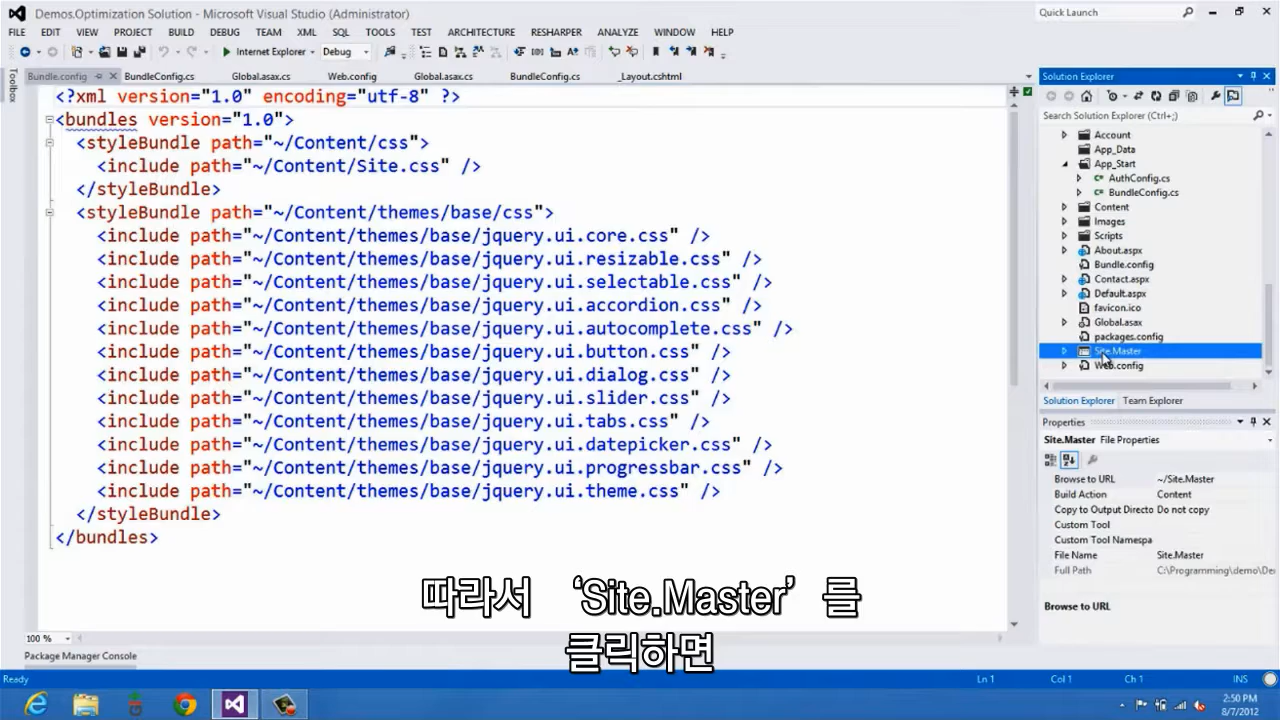 Demos.Optimization Solution - Microsoft Visual Studio (Administrator)
Quick Launch
FILE EDIT VIEW PROJECT BUILD DEBUG TEAM XML SQL TOOLS TEST ARCHITECTURE RESHARPER ANALYZE WINDOW HELP
Internet Explorer Debug
Toolbox
Bundle.config BundleConfig.cs Global.asax.cs Web.config Global.asax.cs BundleConfig.cs _Layout.cshtml
<?xml version="1.0" encoding="utf-8" ?>
<bundles version="1.0">
<styleBundle path="~/Content/css">
<include path="~/Content/Site.css" />
</styleBundle>
<styleBundle path="~/Content/themes/base/css">
<include path="~/Content/themes/base/jquery.ui.core.css" />
<include path="~/Content/themes/base/jquery.ui.resizable.css" />
<include path="~/Content/themes/base/jquery.ui.selectable.css" />
<include path="~/Content/themes/base/jquery.ui.accordion.css" />
<include path="~/Content/themes/base/jquery.ui.autocomplete.css" />
<include path="~/Content/themes/base/jquery.ui.button.css" />
<include path="~/Content/themes/base/jquery.ui.dialog.css" />
<include path="~/Content/themes/base/jquery.ui.slider.css" />
<include path="~/Content/themes/base/jquery.ui.tabs.css" />
<include path="~/Content/themes/base/jquery.ui.datepicker.css" />
<include path="~/Content/themes/base/jquery.ui.progressbar.css" />
<include path="~/Content/themes/base/jquery.ui.theme.css" />
</styleBundle>
</bundles>
100 %
Package Manager Console
Solution Explorer
Search Solution Explorer (Ctrl+;)
Account
App_Data
App_Start
AuthConfig.cs
BundleConfig.cs
Content
Images
Scripts
About.aspx
Bundle.config
Contact.aspx
Default.aspx
favicon.ico
Global.asax
packages.config
Site.Master
Web.config
Solution Explorer Team Explorer
Properties
Site.Master File Properties
Browse to URL ~/Site.Master
Build Action Content
Copy to Output Directo Do not copy
Custom Tool
Custom Tool Namespa
File Name Site.Master
Full Path C:\Programming\demo\De
Browse to URL
따라서 ‘Site.Master’를
클릭하면
Ready Ln 1 Col 1 Ch 1 INS
2:50 PM
8/7/2012